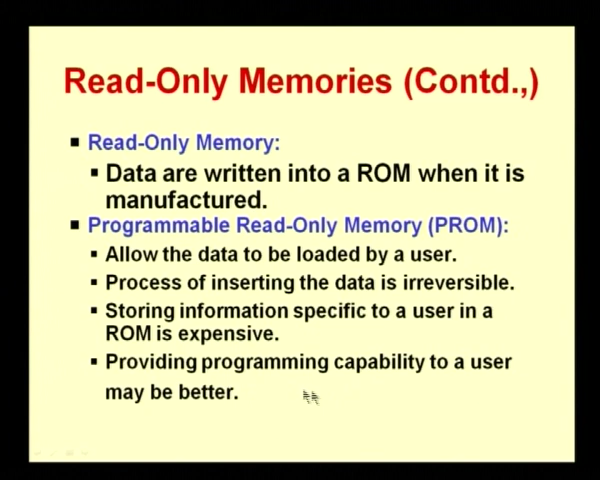 Read-Only Memories (Contd.,)
Read-Only Memory:
Data are written into a ROM when it is
manufactured.
Programmable Read-Only Memory (PROM):
Allow the data to be loaded by a user.
Process of inserting the data is irreversible.
Storing information specific to a user in a
ROM is expensive.
Providing programming capability to a user
may be better.